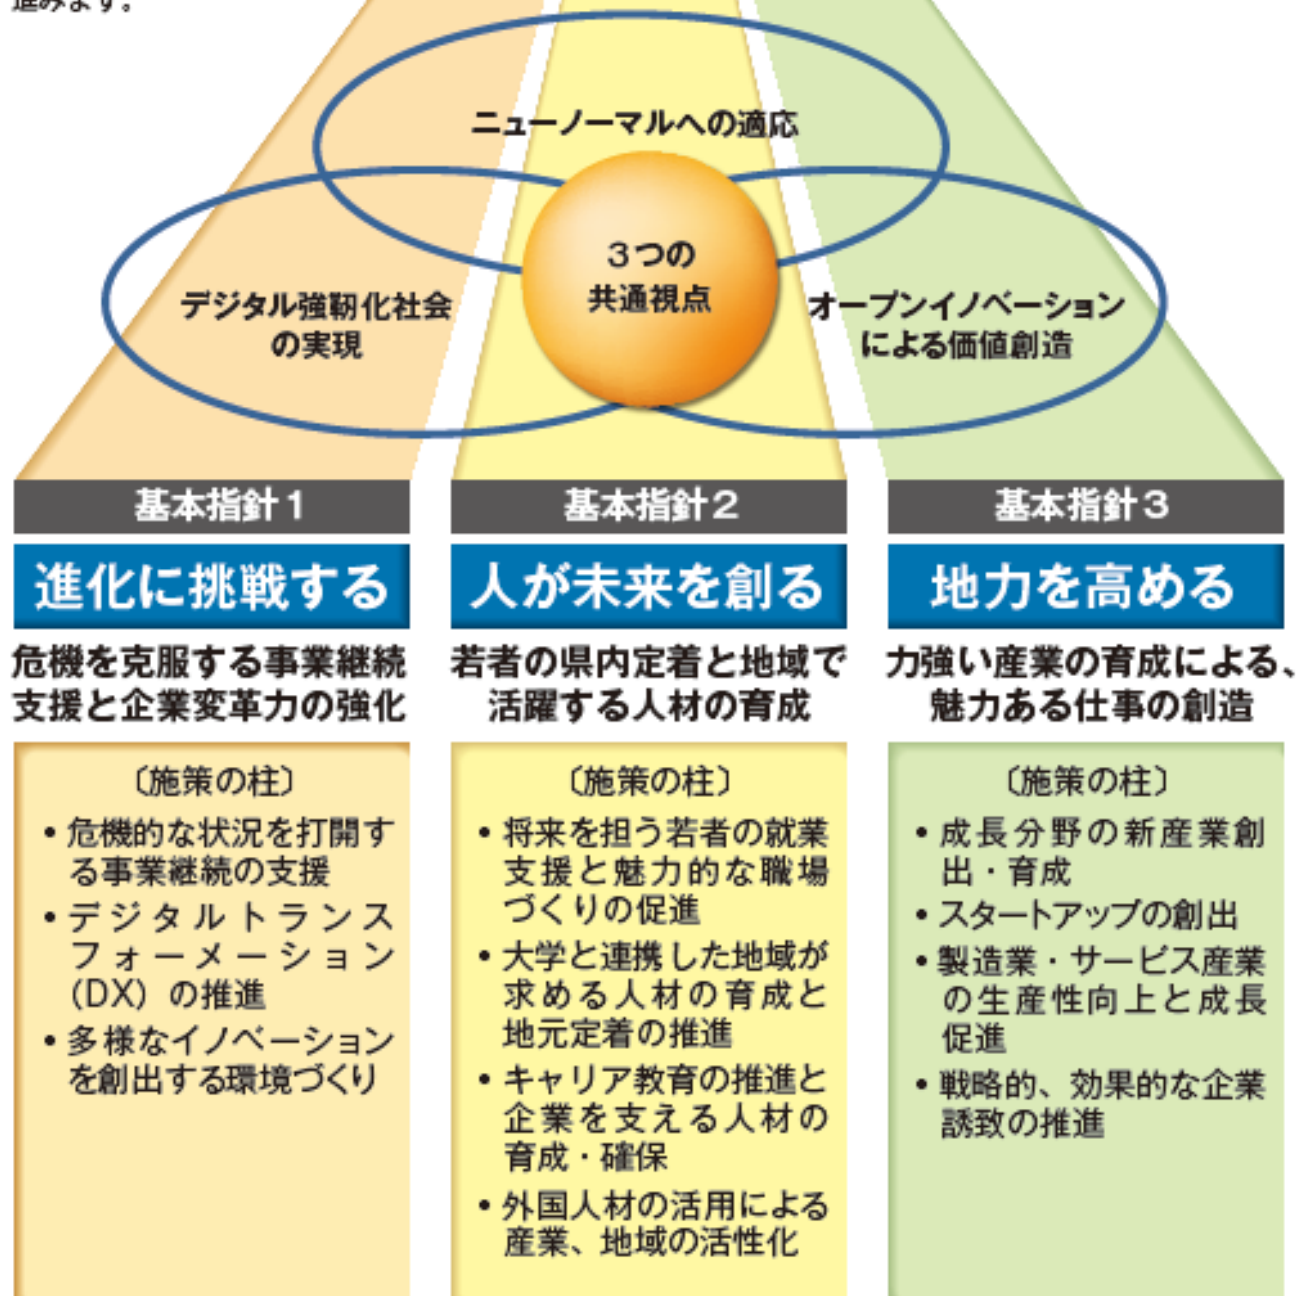 進みます。
ニューノーマルへの適応
3つの
共通視点
デジタル強靭化社会
の実現
オープンイノベーション
による価値創造
基本指針1
進化に挑戦する
危機を克服する事業継続
支援と企業変革力の強化
〔施策の柱〕
・危機的な状況を打開す
る事業継続の支援
・デジタルトランス
フォーメーション
(DX)の推進
・多様なイノベーション
を創出する環境づくり
基本指針2
人が未来を創る
若者の県内定着と地域で
活躍する人材の育成
〔施策の柱〕
・将来を担う若者の就業
支援と魅力的な職場
づくりの促進
・大学と連携した地域が
求める人材の育成と
地元定着の推進
・キャリア教育の推進と
企業を支える人材の
育成・確保
・外国人材の活用による
産業、地域の活性化
基本指針3
地力を高める
力強い産業の育成による、
魅力ある仕事の創造
〔施策の柱〕
・成長分野の新産業創
出・育成
・スタートアップの創出
・製造業・サービス産業
の生産性向上と成長
促進
・戦略的、効果的な企業
誘致の推進